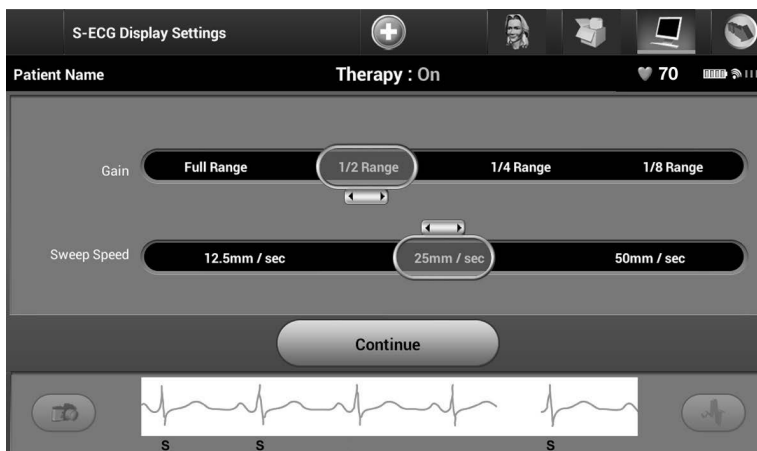 S-ECG Display Settings
Patient Name Therapy : On 70
Gain Full Range 1/2 Range 1/4 Range 1/8 Range
Sweep Speed 12.5mm / sec 25mm / sec 50mm / sec
Continue
S S S